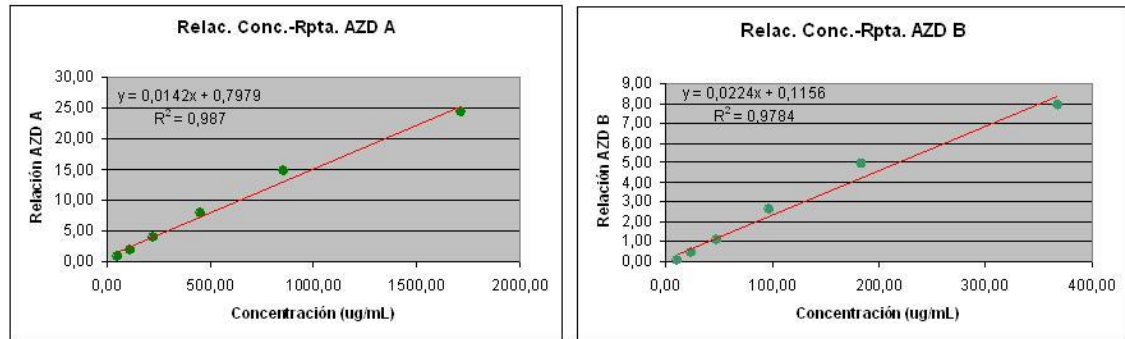 Relac. Conc.-Rpta. AZD A
30,00
25,00
20,00
15,00
10,00
5,00
0,00
y = 0,0142x + 0,7979
R² = 0,987
Relación AZD A
0,00 500,00 1000,00 1500,00 2000,00
Concentración (ug/mL)
Relac. Conc.-Rpta. AZD B
9,00
8,00
7,00
6,00
5,00
4,00
3,00
2,00
1,00
0,00
y = 0,0224x + 0,1156
R² = 0,9784
Relación AZD B
0,00 100,00 200,00 300,00 400,00
Concentración (ug/mL)